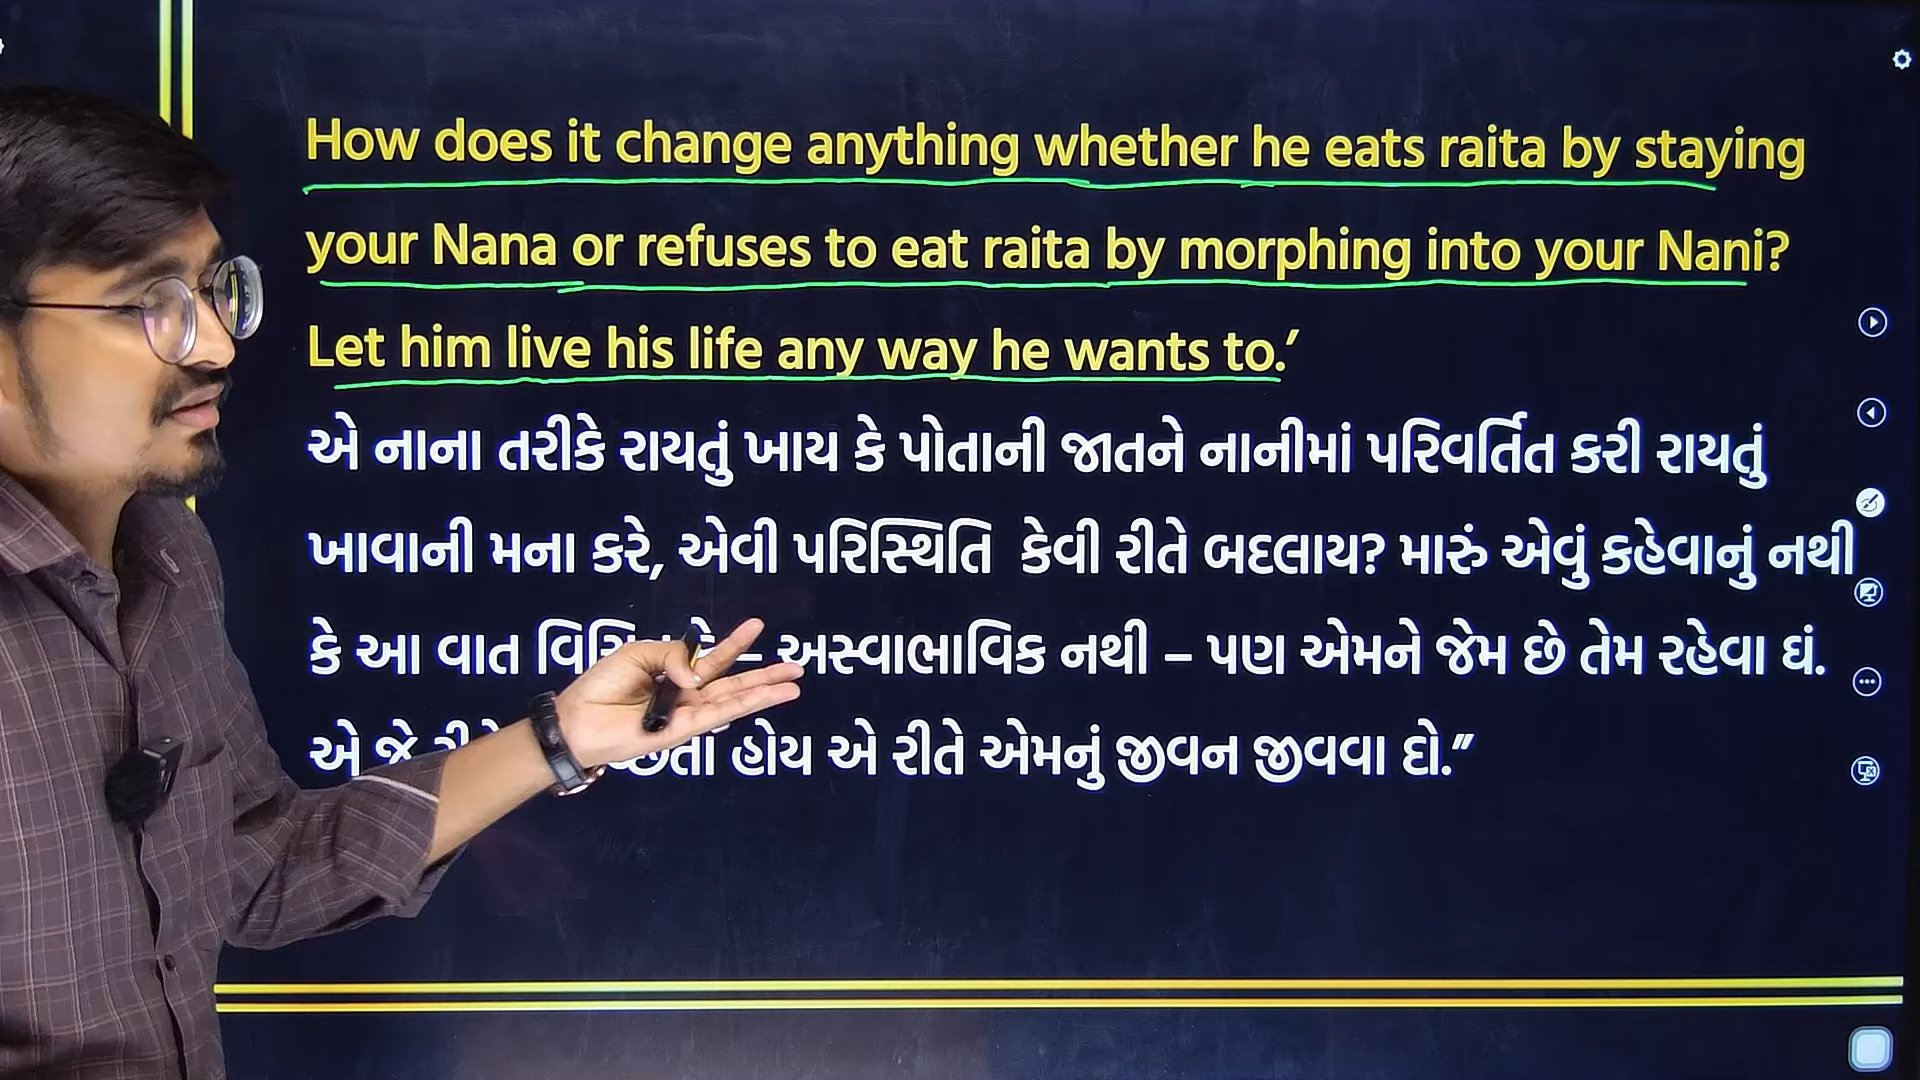 How does it change anything whether he eats raita by staying
your Nana or refuses to eat raita by morphing into your Nani?
Let him live his life any way he wants to.’
એ નાના તરીકે રાયતું ખાય કે પોતાની જાતને નાનીમાં પરિવર્તિત કરી રાયતું
ખાવાની મના કરે, એવી પરિસ્થિતિ કેવી રીતે બદલાય? મારું એવું કહેવાનું નથી
કે આ વાત – અસ્વાભાવિક નથી – પણ એમને જેમ છે તેમ રહેવા ઘં.
એ જે હોય એ રીતે એમનું જીવન જીવવા દો.”